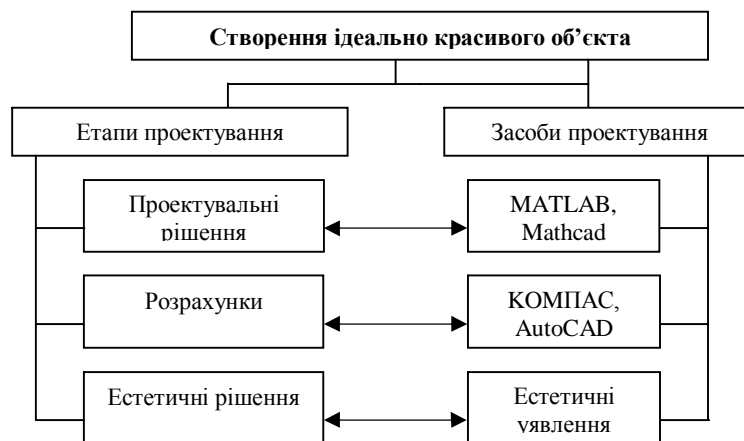 Створення ідеально красивого об’єкта
Етапи проектування
Засоби проектування
Проектувальні
рішення
MATLAB,
Mathcad
Розрахунки
КОМПАС,
AutoCAD
Естетичні рішення
Естетичні
уявлення